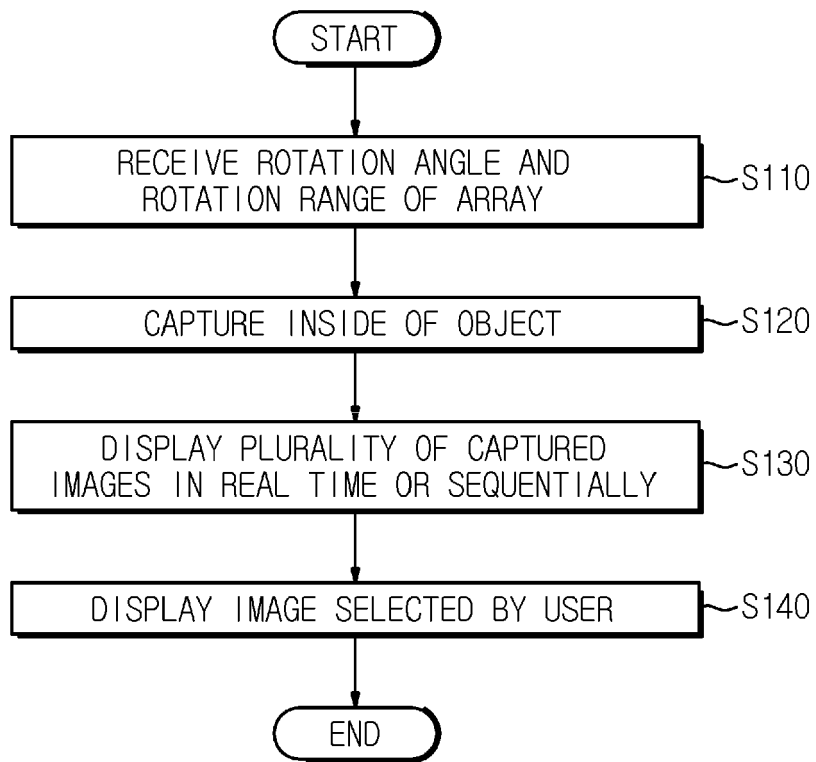 START
RECEIVE ROTATION ANGLE AND
ROTATION RANGE OF ARRAY
S110
CAPTURE INSIDE OF OBJECT
S120
DISPLAY PLURALITY OF CAPTURED
IMAGES IN REAL TIME OR SEQUENTIALLY
S130
DISPLAY IMAGE SELECTED BY USER
S140
END